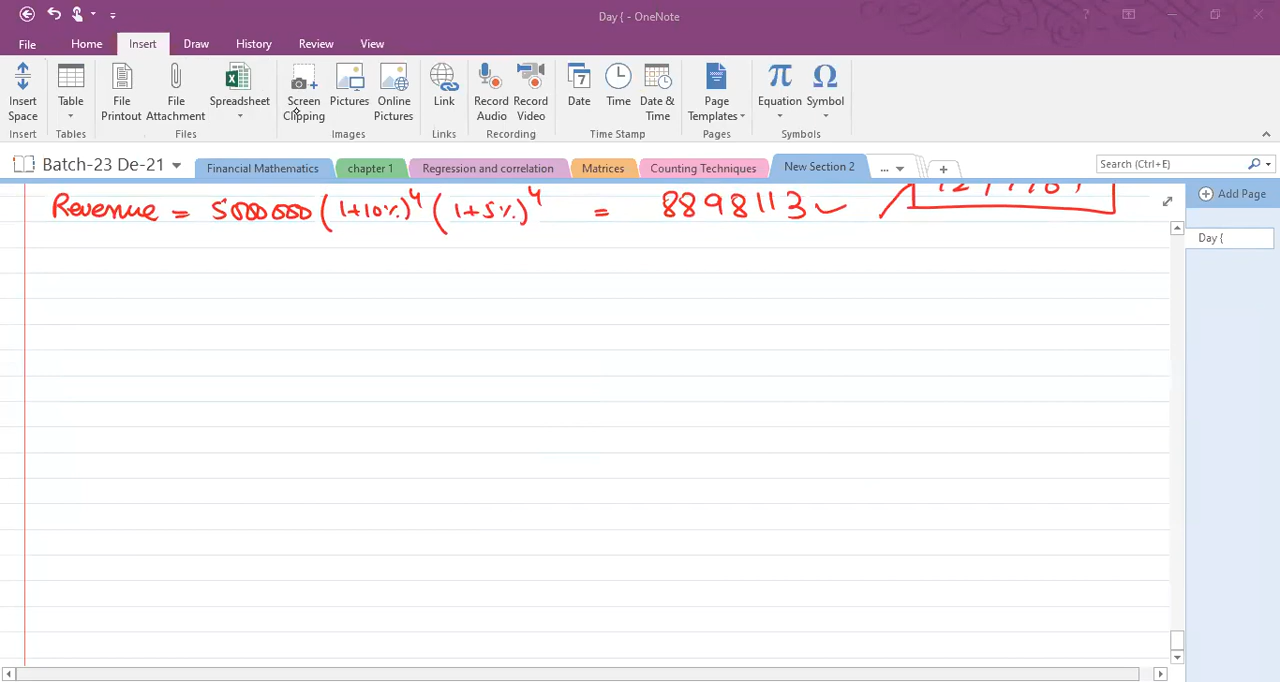 Day { - OneNote
File Home Insert Draw History Review View
Insert Space Table File Printout File Attachment Spreadsheet Screen Clipping Pictures Online Pictures Link Record Audio Record Video Date Time Date & Time Page Templates Equation Symbol
Insert Tables Files Images Links Recording Time Stamp Pages Symbols
Batch-23 De-21 Financial Mathematics chapter 1 Regression and correlation Matrices Counting Techniques New Section 2 ... Search (Ctrl+E)
Add Page
Revenue = 5000000 (1+10%)^4 (1+5%)^4 = 8898113
Day {